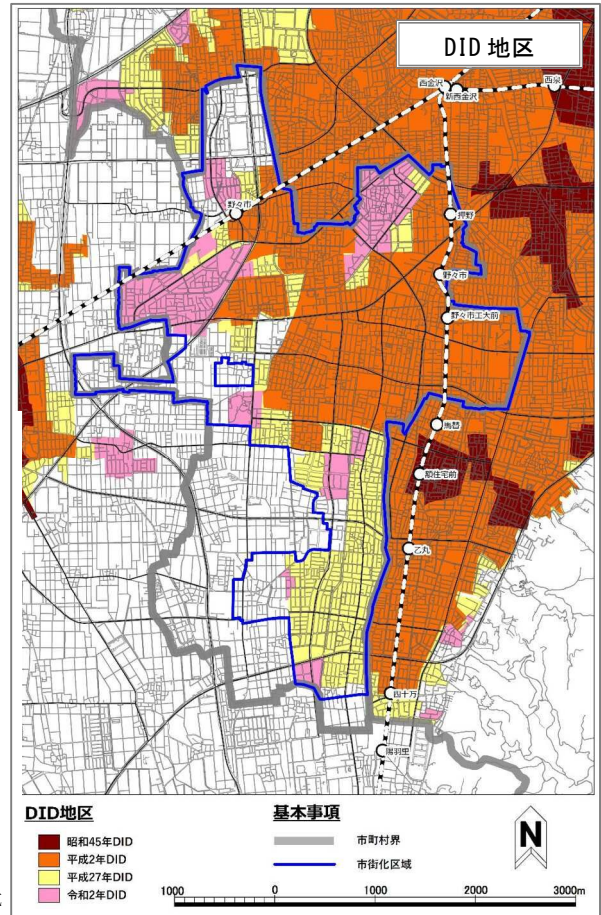 DID 地区
西金沢
新西金沢
西泉
野々市
押野
野々市
野々市工大前
馬替
額住宅前
乙丸
四十万
陽羽里
DID地区
昭和45年DID
平成2年DID
平成27年DID
令和2年DID
基本事項
市町村界
市街化区域
N
1000 0 1000 2000 3000m